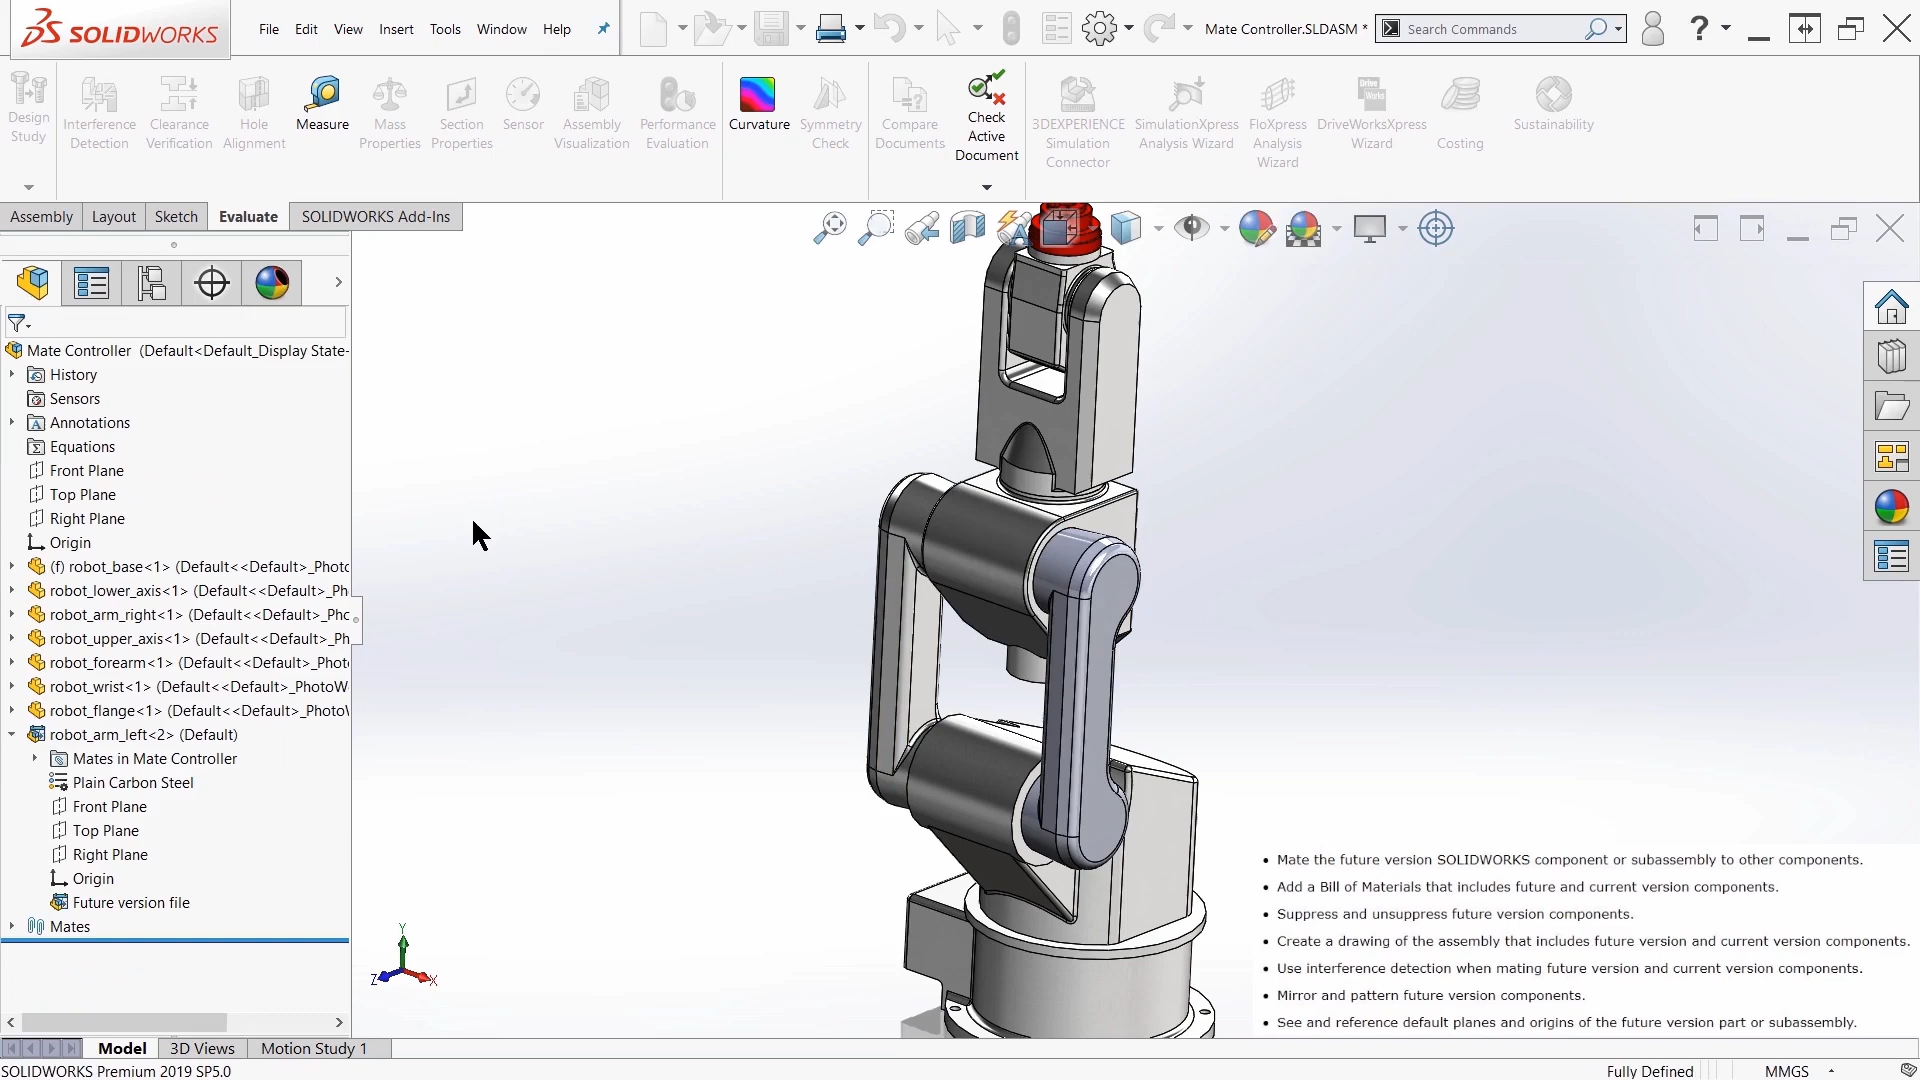 SOLIDWORKS
File Edit View Insert Tools Window Help
Mate Controller.SLDASM *
Search Commands
Design Study
Interference Detection
Clearance Verification
Hole Alignment
Measure
Mass Properties
Section Properties
Sensor
Assembly Visualization
Performance Evaluation
Curvature
Symmetry Check
Compare Documents
Check Active Document
3DEXPERIENCE Simulation Connector
SimulationXpress Analysis Wizard
FloXpress Analysis Wizard
DriveWorksXpress Wizard
Costing
Sustainability
Assembly Layout Sketch Evaluate SOLIDWORKS Add-Ins
Mate Controller (Default<Default_Display State-
History
Sensors
Annotations
Equations
Front Plane
Top Plane
Right Plane
Origin
(f) robot_base<1> (Default<<Default>_Photo
robot_lower_axis<1> (Default<<Default>_Ph
robot_arm_right<1> (Default<<Default>_Pho
robot_upper_axis<1> (Default<<Default>_Ph
robot_forearm<1> (Default<<Default>_Phot
robot_wrist<1> (Default<<Default>_PhotoW
robot_flange<1> (Default<<Default>_PhotoW
robot_arm_left<2> (Default)
Mates in Mate Controller
Plain Carbon Steel
Front Plane
Top Plane
Right Plane
Origin
Future version file
Mates
Y
Z
X
• Mate the future version SOLIDWORKS component or subassembly to other components.
• Add a Bill of Materials that includes future and current version components.
• Suppress and unsuppress future version components.
• Create a drawing of the assembly that includes future version and current version components.
• Use interference detection when mating future version and current version components.
• Mirror and pattern future version components.
• See and reference default planes and origins of the future version part or subassembly.
Model 3D Views Motion Study 1
SOLIDWORKS Premium 2019 SP5.0
Fully Defined
MMGS